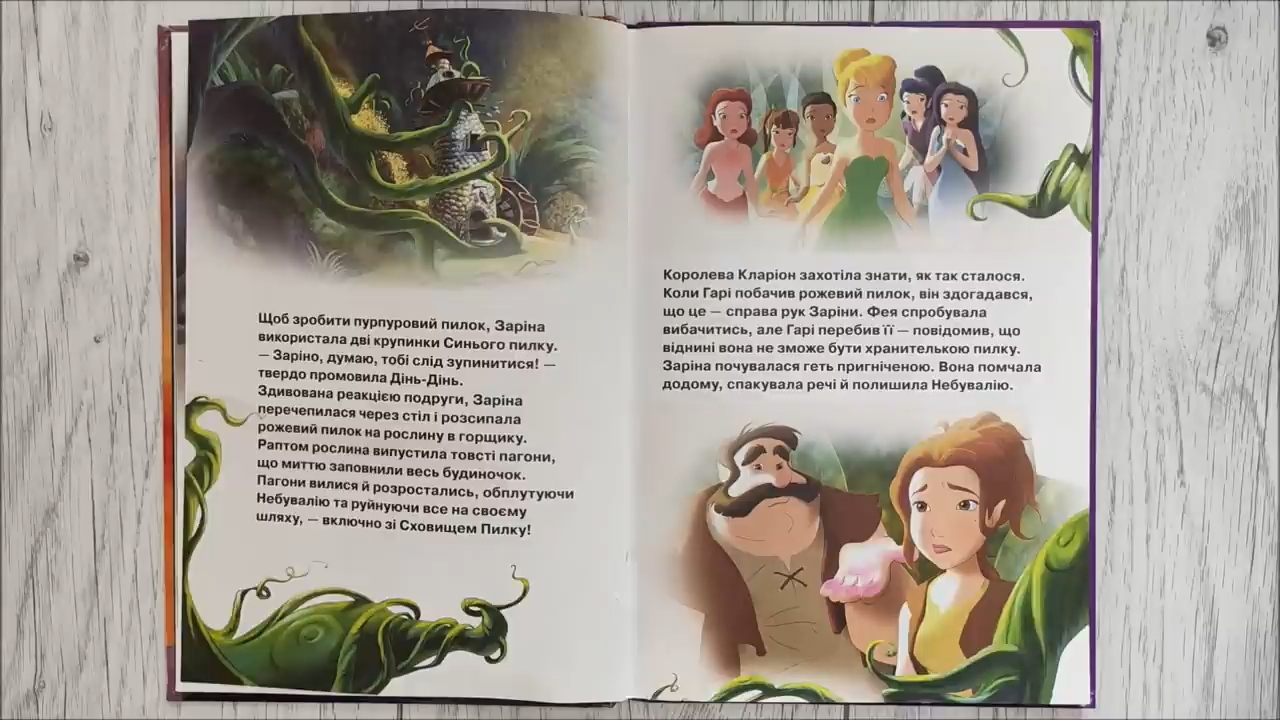 Щоб зробити пурпуровий пилок, Заріна
використала дві крупинки Синього пилку.
— Заріно, думаю, тобі слід зупинитися! —
твердо промовила Дінь-Дінь.
Здивована реакцією подруги, Заріна
перечепилася через стіл і розсипала
рожевий пилок на рослину в горщику.
Раптом рослина випустила товсті пагони,
що миттю заповнили весь будиночок.
Пагони вилися й розростались, обплутуючи
Небувалію та руйнуючи все на своєму
шляху, — включно зі Сховищем Пилку!
Королева Кларіон захотіла знати, як так сталося.
Коли Гарі побачив рожевий пилок, він здогадався,
що це — справа рук Заріни. Фея спробувала
вибачитись, але Гарі перебив її — повідомив, що
віднині вона не зможе бути хранителькою пилку.
Заріна почувалася геть пригніченою. Вона помчала
додому, спакувала речі й полишила Небувалію.